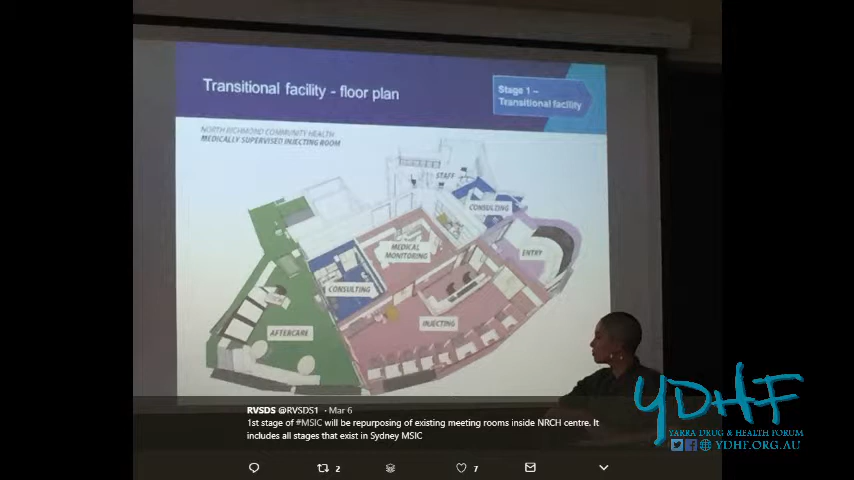 Transitional facility - floor plan
Stage 1 –
Transitional facility
NORTH RICHMOND COMMUNITY HEALTH
MEDICALLY SUPERVISED INJECTING ROOM
STAFF
CONSULTING
ENTRY
MEDICAL
MONITORING
CONSULTING
INJECTING
AFTERCARE
RVSDS @RVSDS1 · Mar 6
1st stage of #MSIC will be repurposing of existing meeting rooms inside NRCH centre. It
includes all stages that exist in Sydney MSIC
2
7
YDHF
YARRA DRUG & HEALTH FORUM
YDHF.ORG.AU